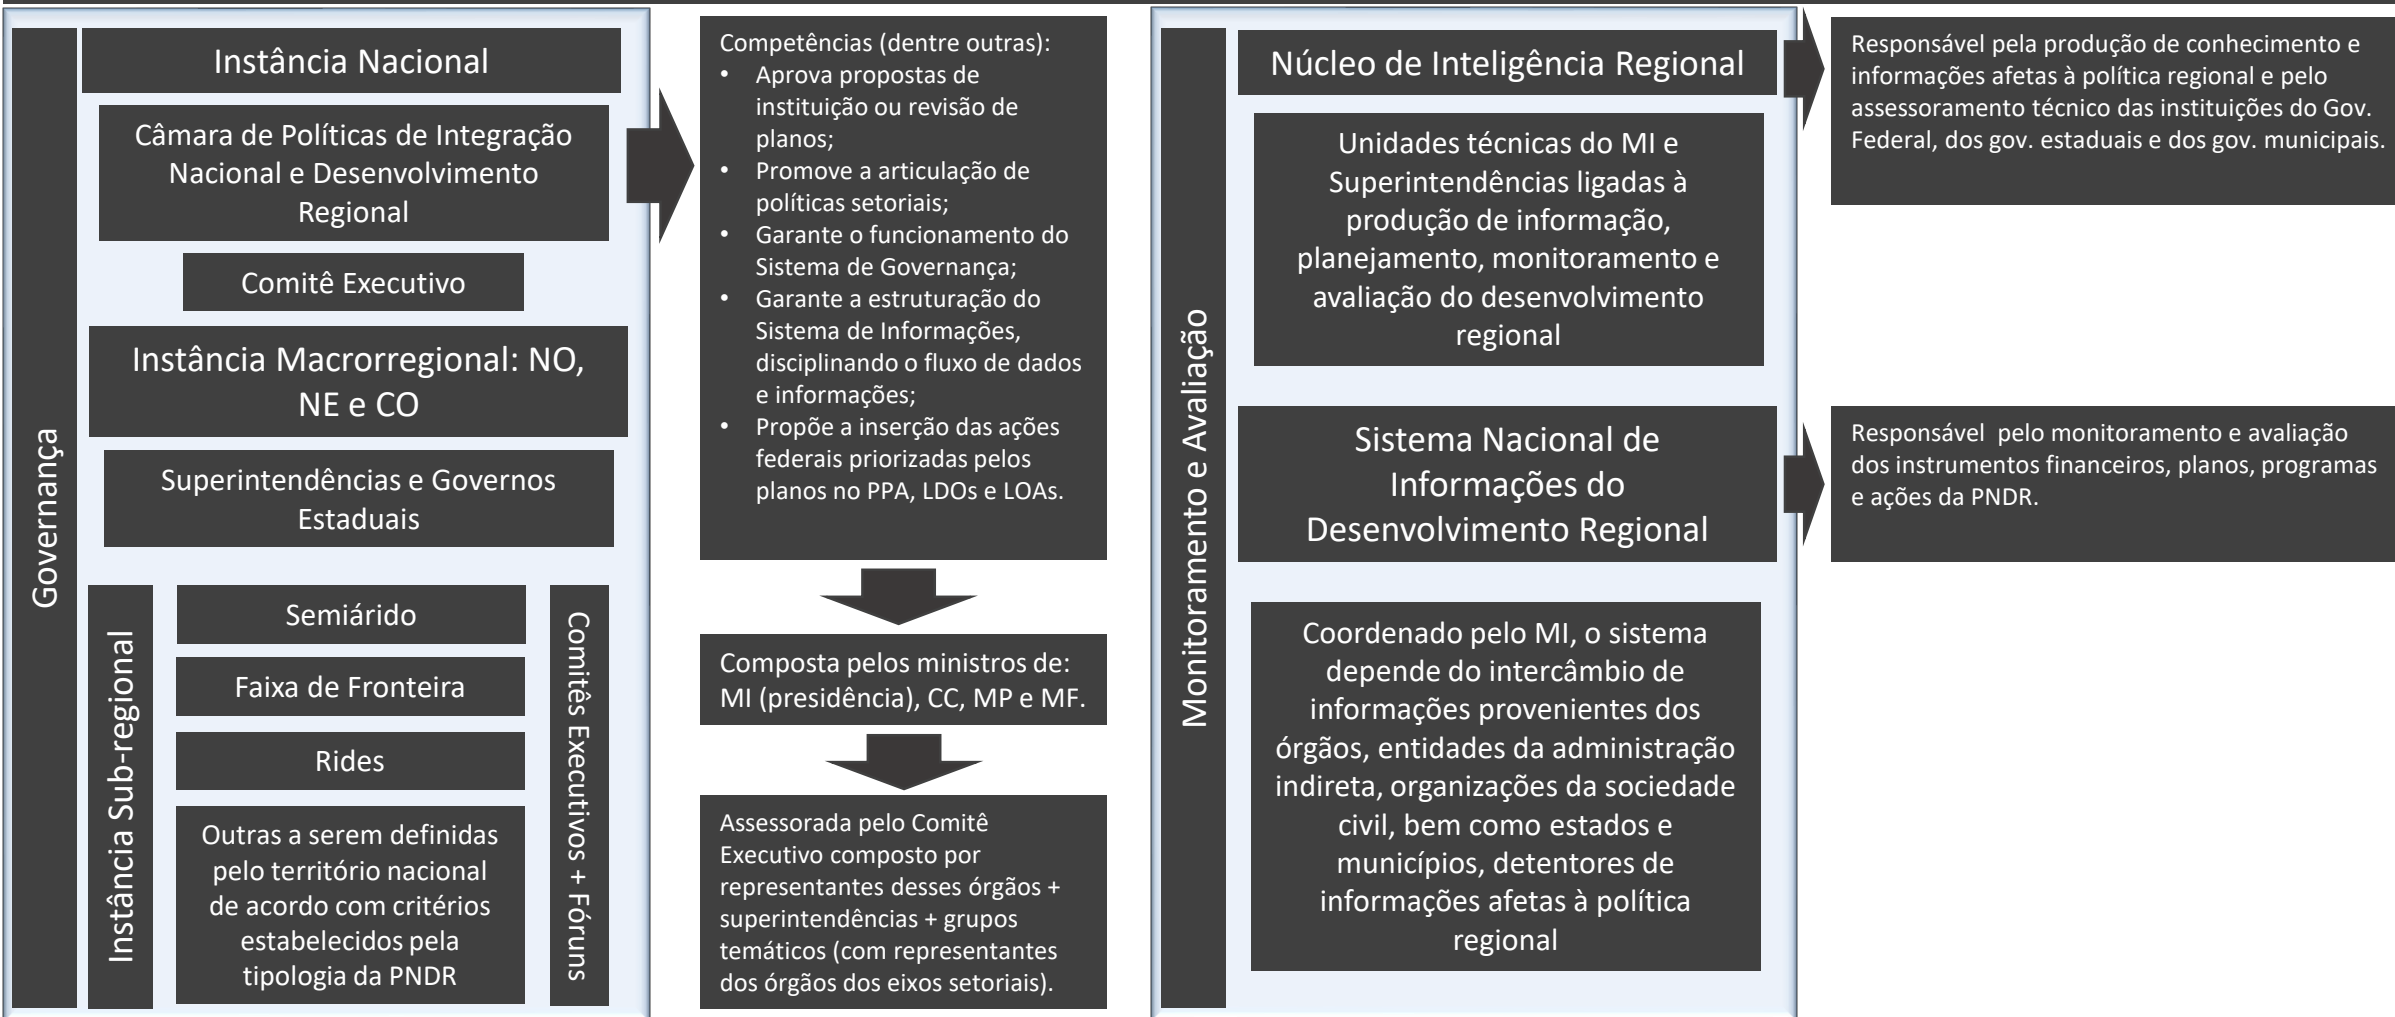 Governança
Instância Nacional
Câmara de Políticas de Integração
Nacional e Desenvolvimento
Regional
Comitê Executivo
Instância Macrorregional: NO,
NE e CO
Superintendências e Governos
Estaduais
Instância Sub-regional
Semiárido
Faixa de Fronteira
Rides
Outras a serem definidas
pelo território nacional
de acordo com critérios
estabelecidos pela
tipologia da PNDR
Comitês Executivos + Fóruns
Competências (dentre outras):
• Aprova propostas de
instituição ou revisão de
planos;
• Promove a articulação de
políticas setoriais;
• Garante o funcionamento do
Sistema de Governança;
• Garante a estruturação do
Sistema de Informações,
disciplinando o fluxo de dados
e informações;
• Propõe a inserção das ações
federais priorizadas pelos
planos no PPA, LDOs e LOAs.
Composta pelos ministros de:
MI (presidência), CC, MP e MF.
Assessorada pelo Comitê
Executivo composto por
representantes desses órgãos +
superintendências + grupos
temáticos (com representantes
dos órgãos dos eixos setoriais).
Monitoramento e Avaliação
Núcleo de Inteligência Regional
Unidades técnicas do MI e
Superintendências ligadas à
produção de informação,
planejamento, monitoramento e
avaliação do desenvolvimento
regional
Sistema Nacional de
Informações do
Desenvolvimento Regional
Coordenado pelo MI, o sistema
depende do intercâmbio de
informações provenientes dos
órgãos, entidades da administração
indireta, organizações da sociedade
civil, bem como estados e
municípios, detentores de
informações afetas à política
regional
Responsável pela produção de conhecimento e
informações afetas à política regional e pelo
assessoramento técnico das instituições do Gov.
Federal, dos gov. estaduais e dos gov. municipais.
Responsável  pelo monitoramento e avaliação
dos instrumentos financeiros, planos, programas
e ações da PNDR.